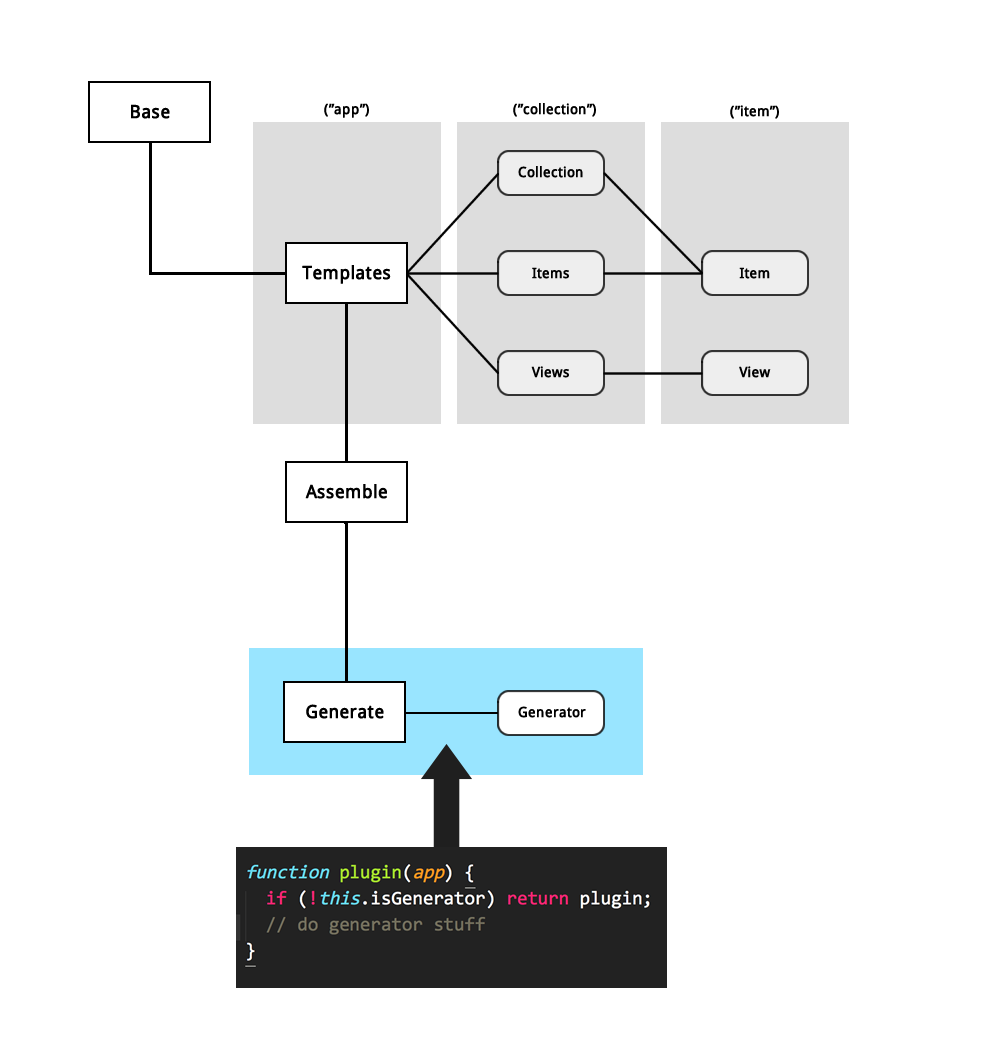 Base
("app")
("collection")
("item")
Collection
Templates
Items
Item
Views
View
Assemble
Generate
Generator
function plugin(app) {
  if (!this.isGenerator) return plugin;
  // do generator stuff
}